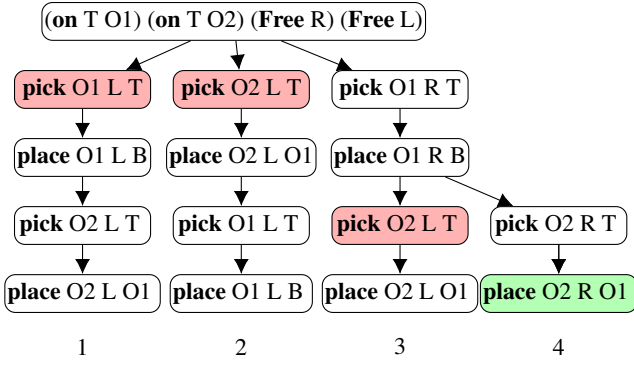 (on T O1) (on T O2) (Free R) (Free L)
pick O1 L T
pick O2 L T
pick O1 R T
place O1 L B
place O2 L O1
place O1 R B
pick O2 L T
pick O1 L T
pick O2 L T
pick O2 R T
place O2 L O1
place O1 L B
place O2 L O1
place O2 R O1
1
2
3
4